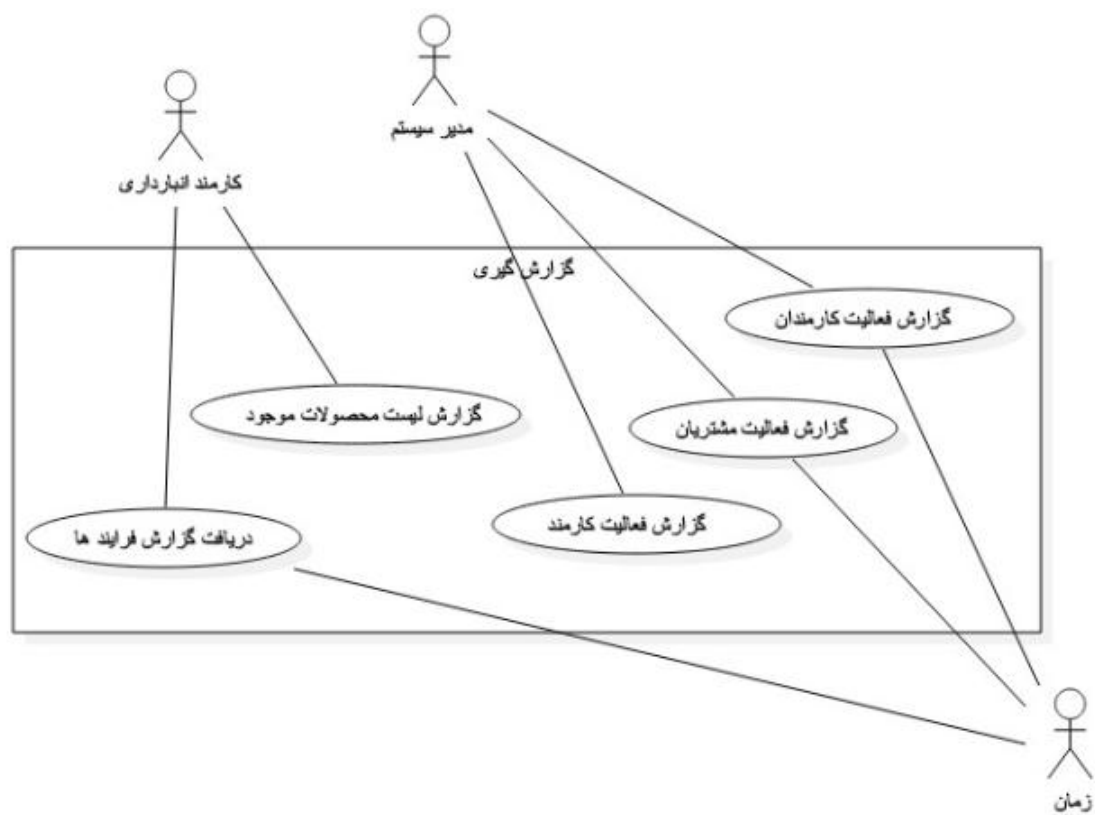 مدیر سیستم
کارمند انبارداری
گزارش گیری
گزارش فعالیت کارمندان
گزارش لیست محصولات موجود
گزارش فعالیت مشتریان
گزارش فعالیت کارمند
دریافت گزارش فرایند ها
زمان